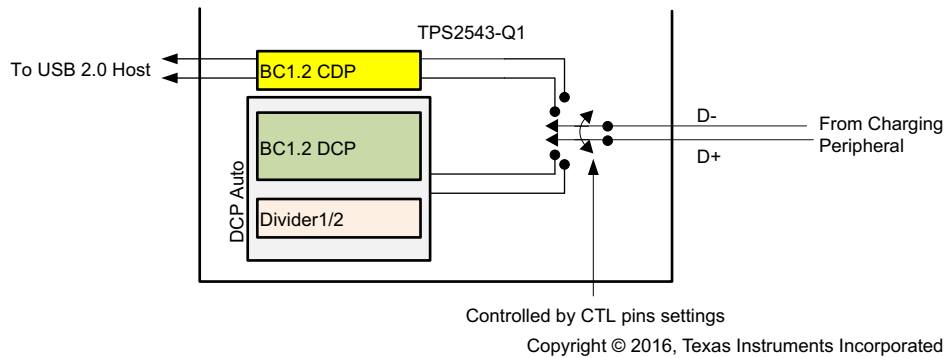 TPS2543-Q1
To USB 2.0 Host
BC1.2 CDP
DCP Auto
BC1.2 DCP
Divider1/2
D-
D+
From Charging
Peripheral
Controlled by CTL pins settings
Copyright © 2016, Texas Instruments Incorporated